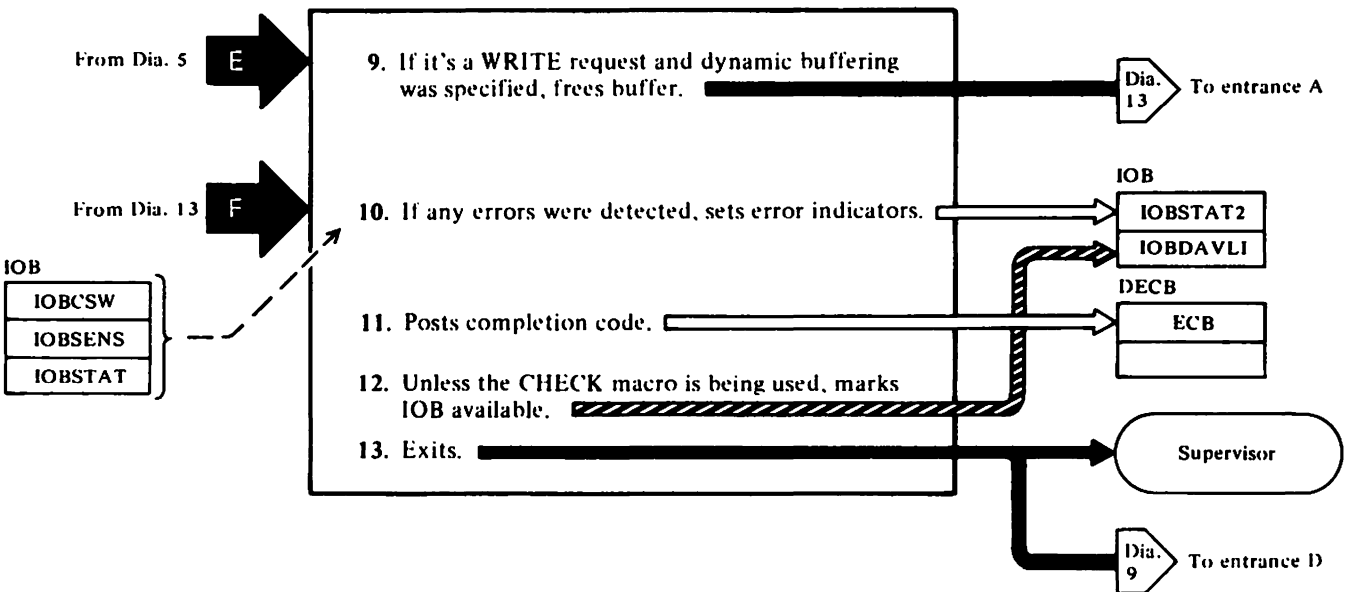 From Dia. 5
E
9. If it's a WRITE request and dynamic buffering
was specified, frees buffer.
Dia.
13
To entrance A
From Dia. 13
F
10. If any errors were detected, sets error indicators.
IOB
IOBSTAT2
IOBDAVLI
IOB
IOBCSW
IOBSENS
IOBSTAT
11. Posts completion code.
DECB
ECB
12. Unless the CHECK macro is being used, marks
IOB available.
13. Exits.
Supervisor
Dia.
9
To entrance D